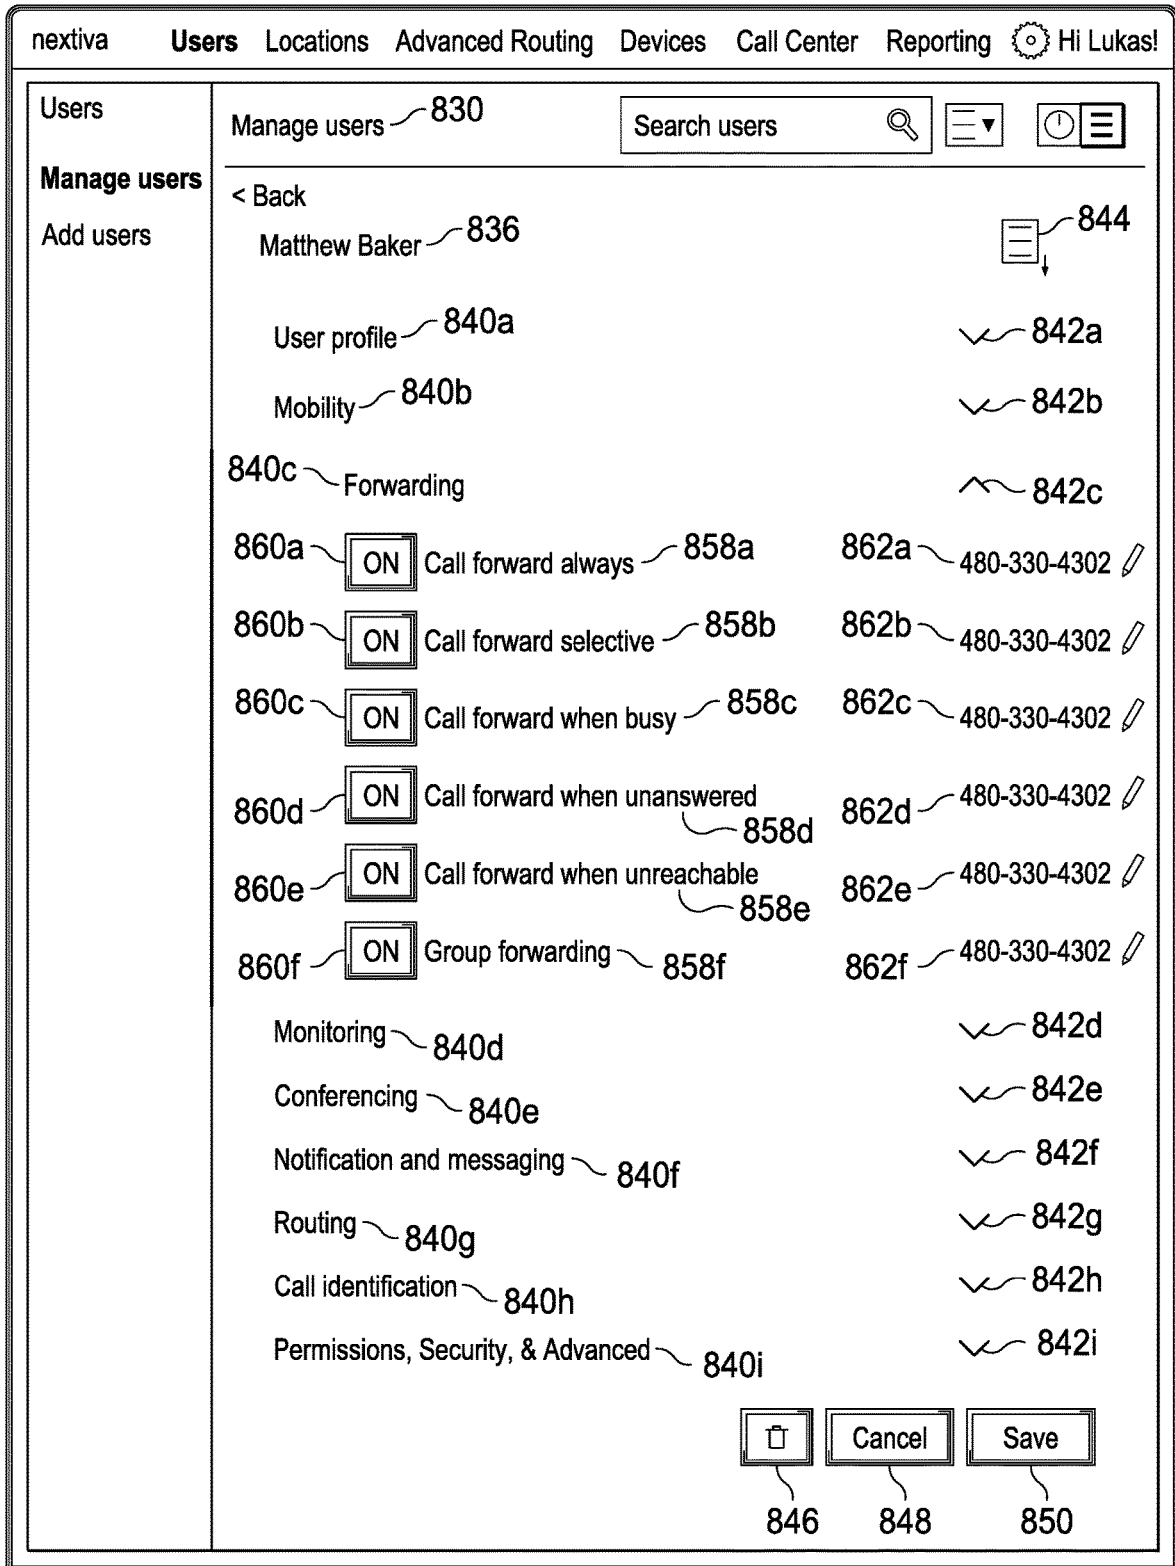 nextiva Users Locations Advanced Routing Devices Call Center Reporting Hi Lukas!
Users
Manage users
Add users
Manage users 830 Search users
< Back
Matthew Baker 836 844
User profile 840a 842a
Mobility 840b 842b
840c Forwarding 842c
860a ON Call forward always 858a 862a 480-330-4302
860b ON Call forward selective 858b 862b 480-330-4302
860c ON Call forward when busy 858c 862c 480-330-4302
860d ON Call forward when unanswered 858d 862d 480-330-4302
860e ON Call forward when unreachable 858e 862e 480-330-4302
860f ON Group forwarding 858f 862f 480-330-4302
Monitoring 840d 842d
Conferencing 840e 842e
Notification and messaging 840f 842f
Routing 840g 842g
Call identification 840h 842h
Permissions, Security, & Advanced 840i 842i
Cancel Save
846 848 850